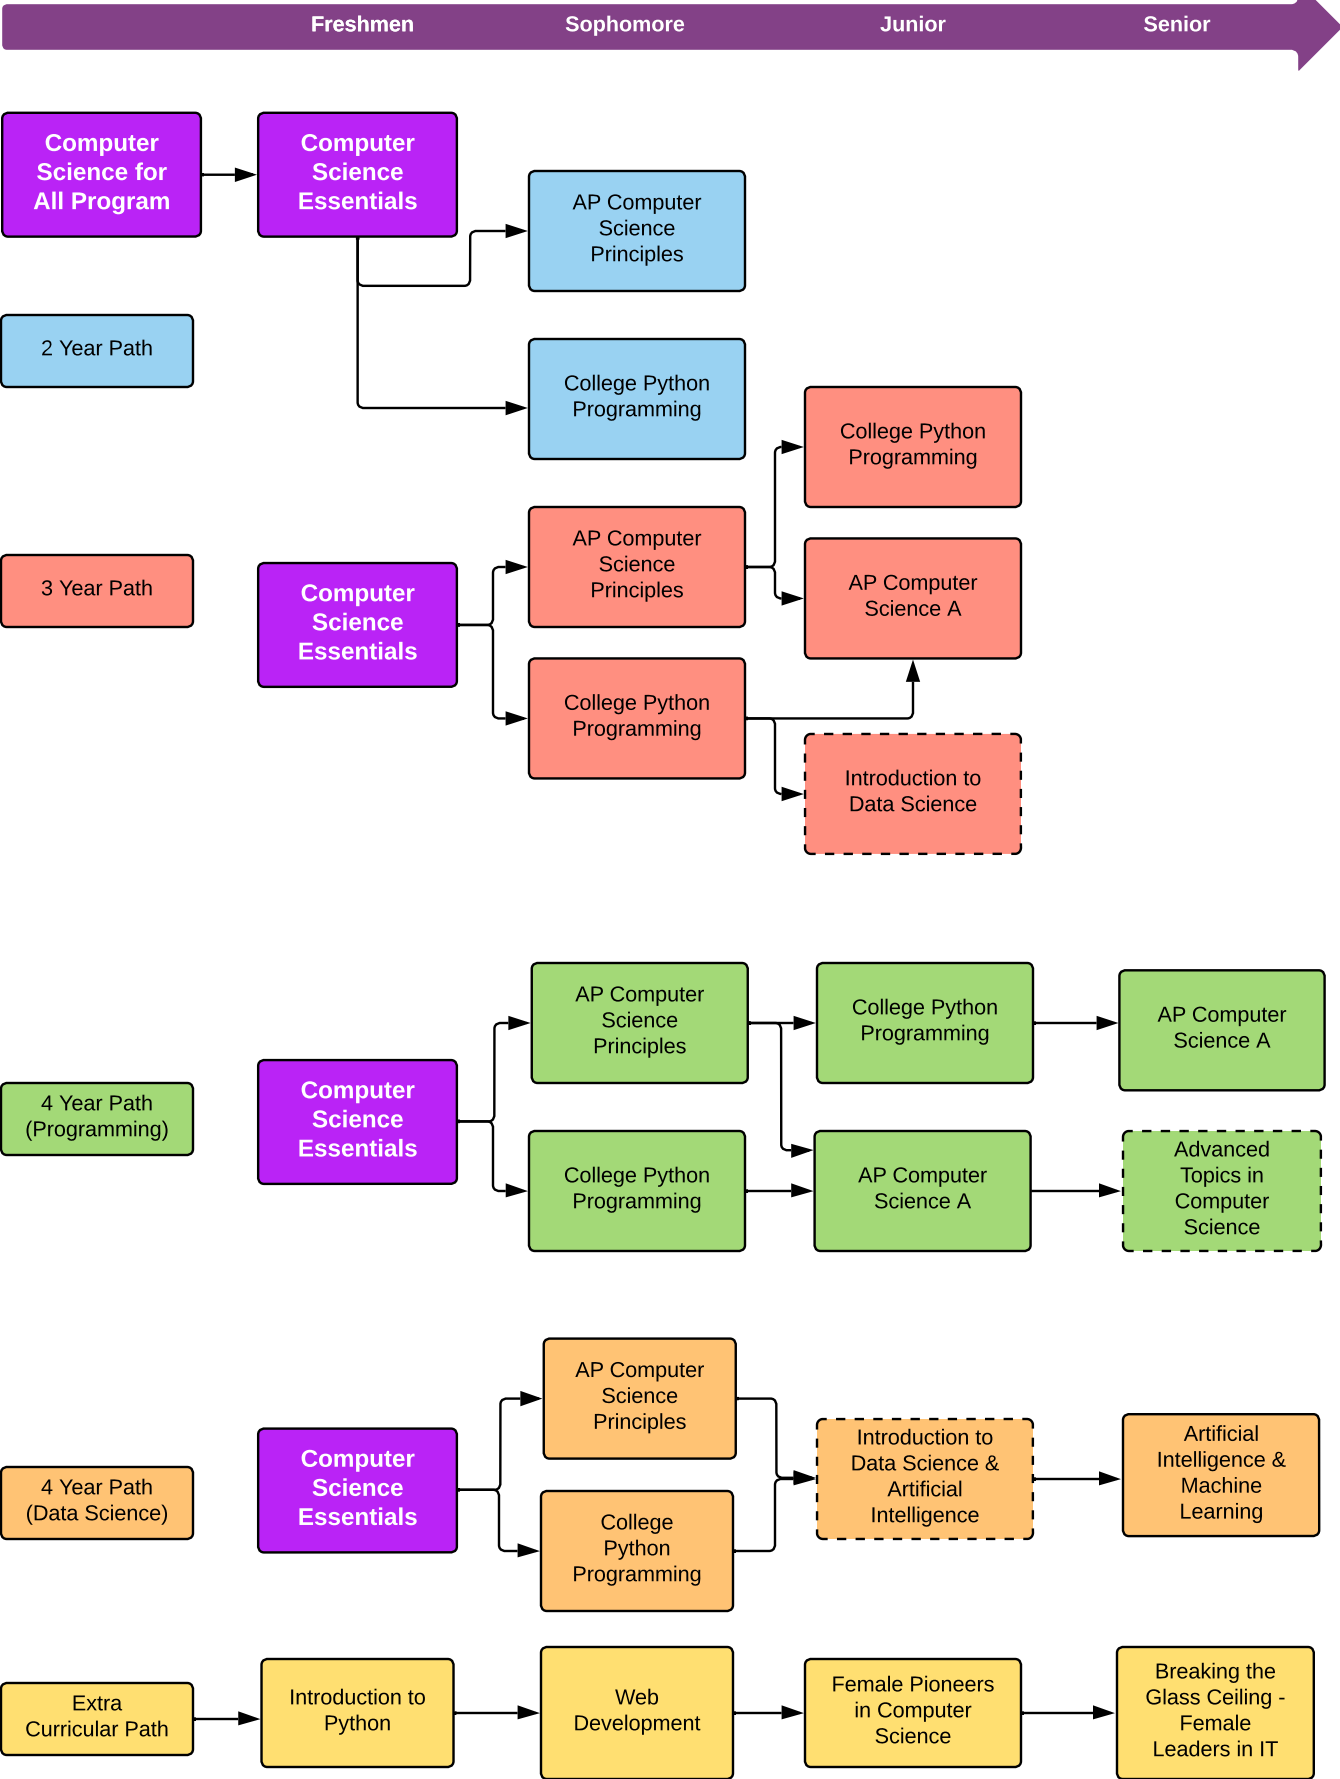 Freshmen Sophomore Junior Senior
Computer
Science for
All Program
Computer
Science
Essentials
AP Computer
Science
Principles
2 Year Path
College Python
Programming
3 Year Path
Computer
Science
Essentials
AP Computer
Science
Principles
College Python
Programming
College Python
Programming
AP Computer
Science A
Introduction to
Data Science
4 Year Path
(Programming)
Computer
Science
Essentials
AP Computer
Science
Principles
College Python
Programming
College Python
Programming
AP Computer
Science A
AP Computer
Science A
Advanced
Topics in
Computer
Science
4 Year Path
(Data Science)
Computer
Science
Essentials
AP Computer
Science
Principles
College
Python
Programming
Introduction to
Data Science &
Artificial
Intelligence
Artificial
Intelligence &
Machine
Learning
Extra
Curricular Path
Introduction to
Python
Web
Development
Female Pioneers
in Computer
Science
Breaking the
Glass Ceiling -
Female
Leaders in IT